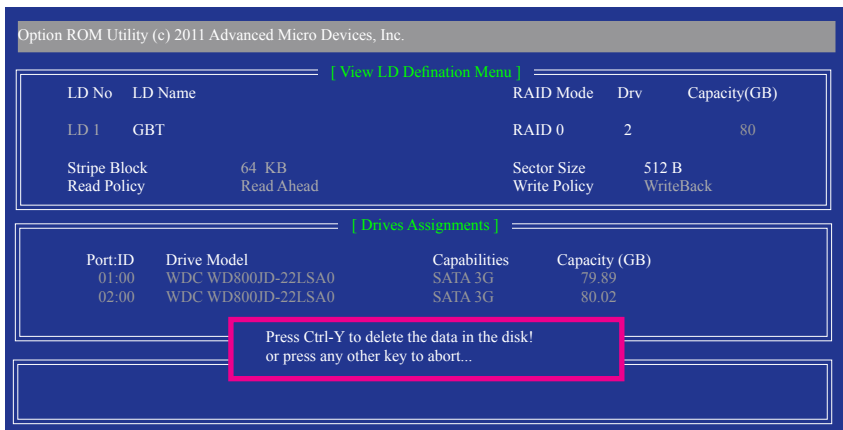 Option ROM Utility (c) 2011 Advanced Micro Devices, Inc.
[ View LD Defination Menu ]
LD No LD Name RAID Mode Drv Capacity(GB)
LD 1 GBT RAID 0 2 80
Stripe Block 64 KB Sector Size 512 B
Read Policy Read Ahead Write Policy WriteBack
[ Drives Assignments ]
Port:ID Drive Model Capabilities Capacity (GB)
01:00 WDC WD800JD-22LSA0 SATA 3G 79.89
02:00 WDC WD800JD-22LSA0 SATA 3G 80.02
Press Ctrl-Y to delete the data in the disk!
or press any other key to abort...